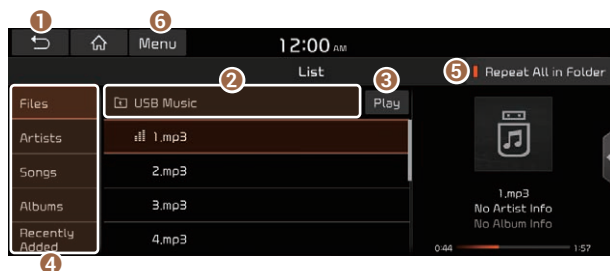 1 6
Menu 12:00 AM
List 5 Repeat All in Folder
2 3
Files USB Music Play
Artists 1.mp3
Songs 2.mp3
Albums 3.mp3
Recently
Added 4.mp3
1.mp3
No Artist Info
No Album Info
0:44 1:57
4